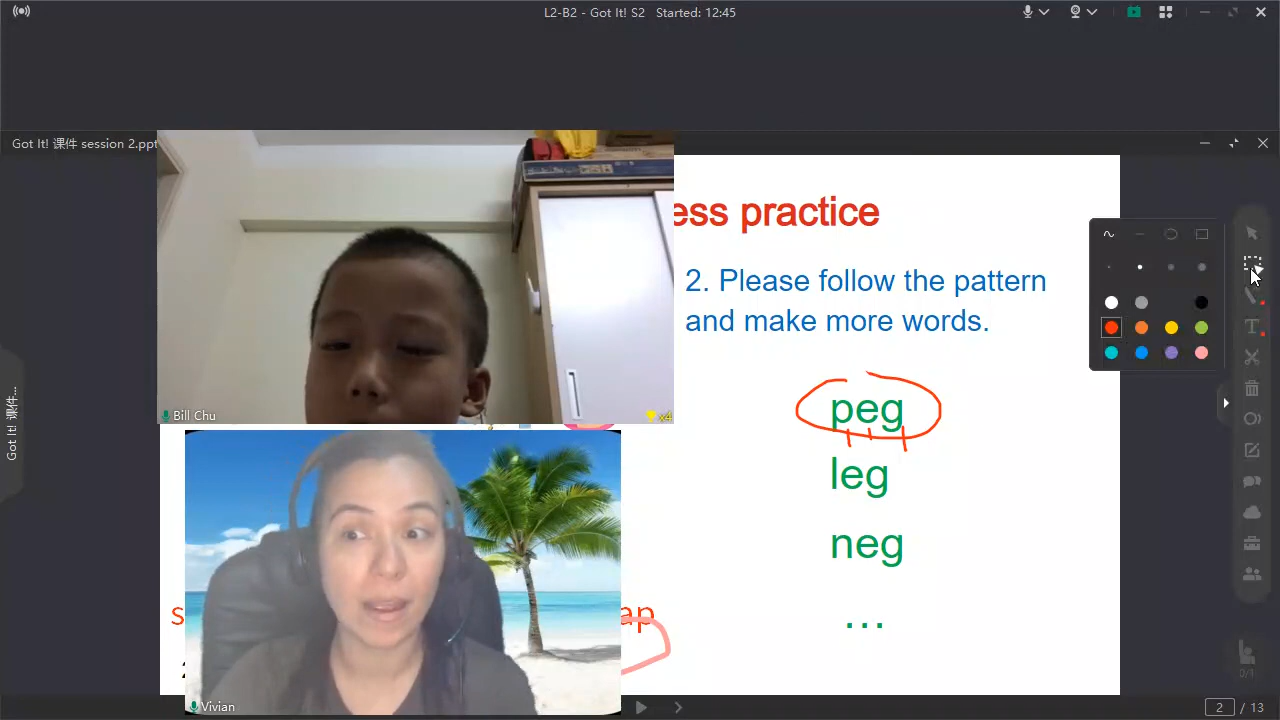 L2-B2 - Got It! S2 Started: 12:45
Got It! 课件 session 2.ppt
ess practice
2. Please follow the pattern
and make more words.
peg
leg
neg
...
ap
Bill Chu
x4
Vivian
Got It! 课件...
T
0/1
2 / 13